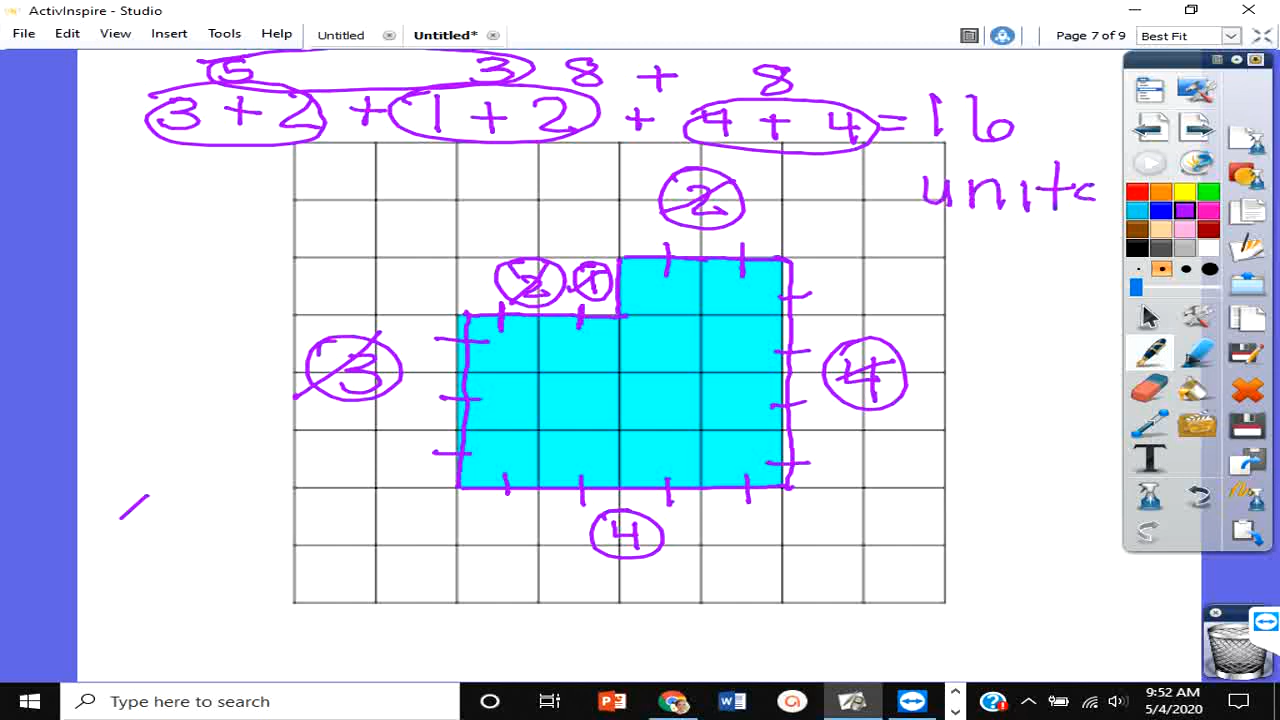 ActivInspire - Studio
File Edit View Insert Tools Help Untitled Untitled* Page 7 of 9 Best Fit
5 3 8 + 8
3 + 2 + 1 + 2 + 4 + 4 = 16
units
2
2 1
3 4
4
Type here to search 9:52 AM
5/4/2020